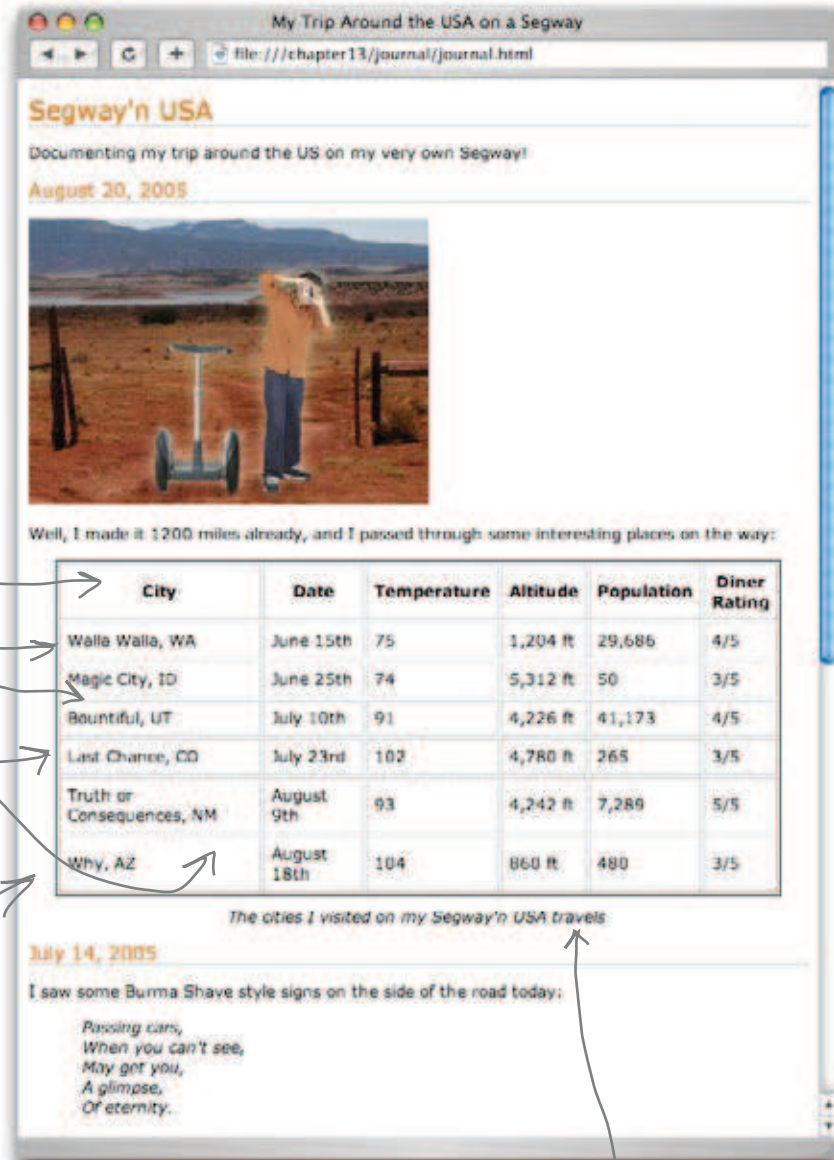 My Trip Around the USA on a Segway
file:///chapter13/journal/journal.html
Segway'n USA
Documenting my trip around the US on my very own Segway!
August 20, 2005
Well, I made it 1200 miles already, and I passed through some interesting places on the way:
City Date Temperature Altitude Population Diner Rating
Walla Walla, WA June 15th 75 1,204 ft 29,686 4/5
Magic City, ID June 25th 74 5,312 ft 50 3/5
Bountiful, UT July 10th 91 4,226 ft 41,173 4/5
Last Chance, CO July 23rd 102 4,780 ft 265 3/5
Truth or Consequences, NM August 9th 93 4,242 ft 7,289 5/5
Why, AZ August 18th 104 860 ft 480 3/5
The cities I visited on my Segway'n USA travels
July 14, 2005
I saw some Burma Shave style signs on the side of the road today:
Passing cars,
When you can't see,
May get you,
A glimpse,
Of eternity.